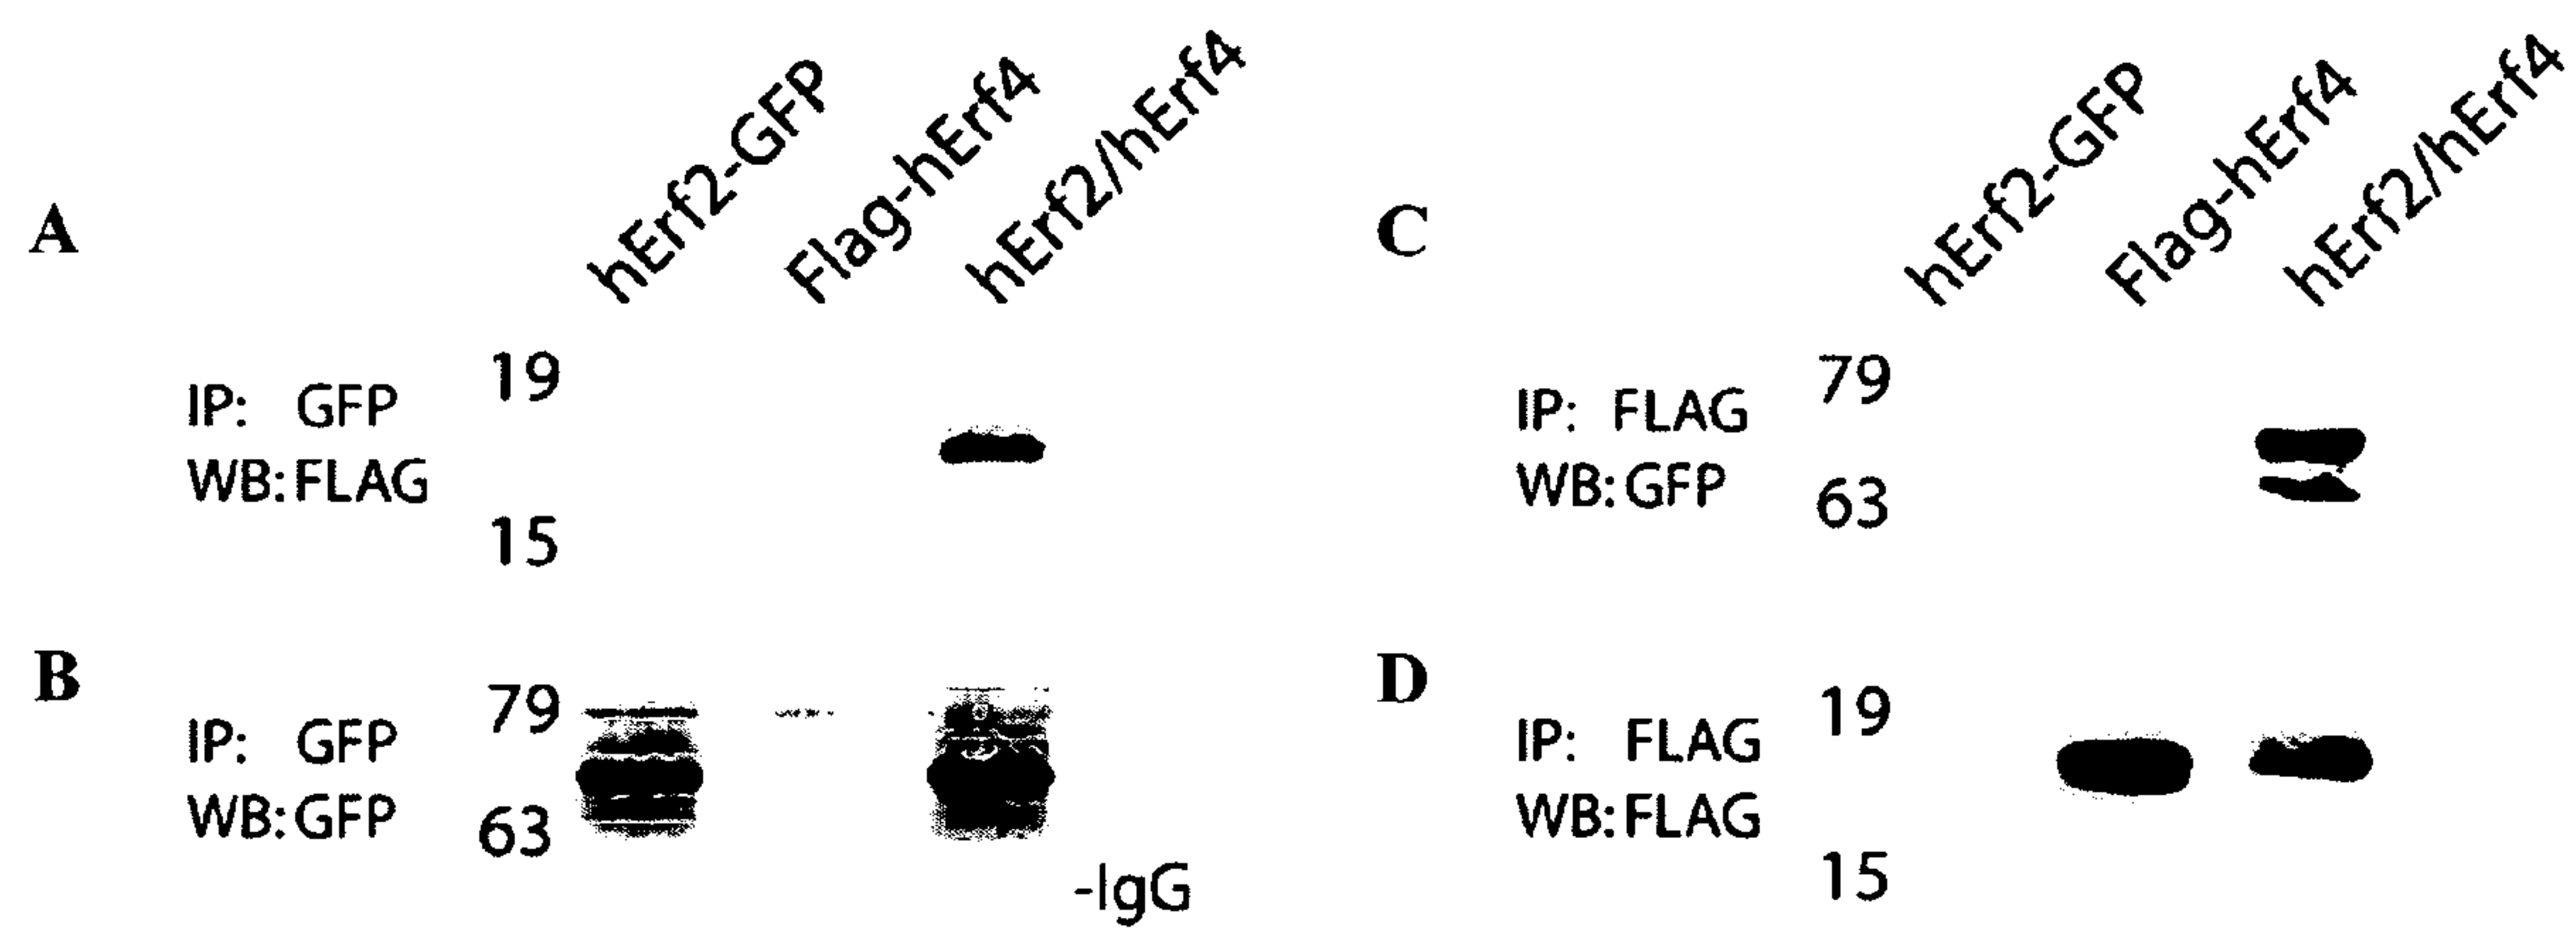 A
hErf2-GFP
Flag-hErf4
hErf2/hErf4
IP: GFP
WB:FLAG
19
15
B
IP: GFP
WB:GFP
79
63
-IgG
C
hErf2-GFP
Flag-hErf4
hErf2/hErf4
IP: FLAG
WB:GFP
79
63
D
IP: FLAG
WB:FLAG
19
15